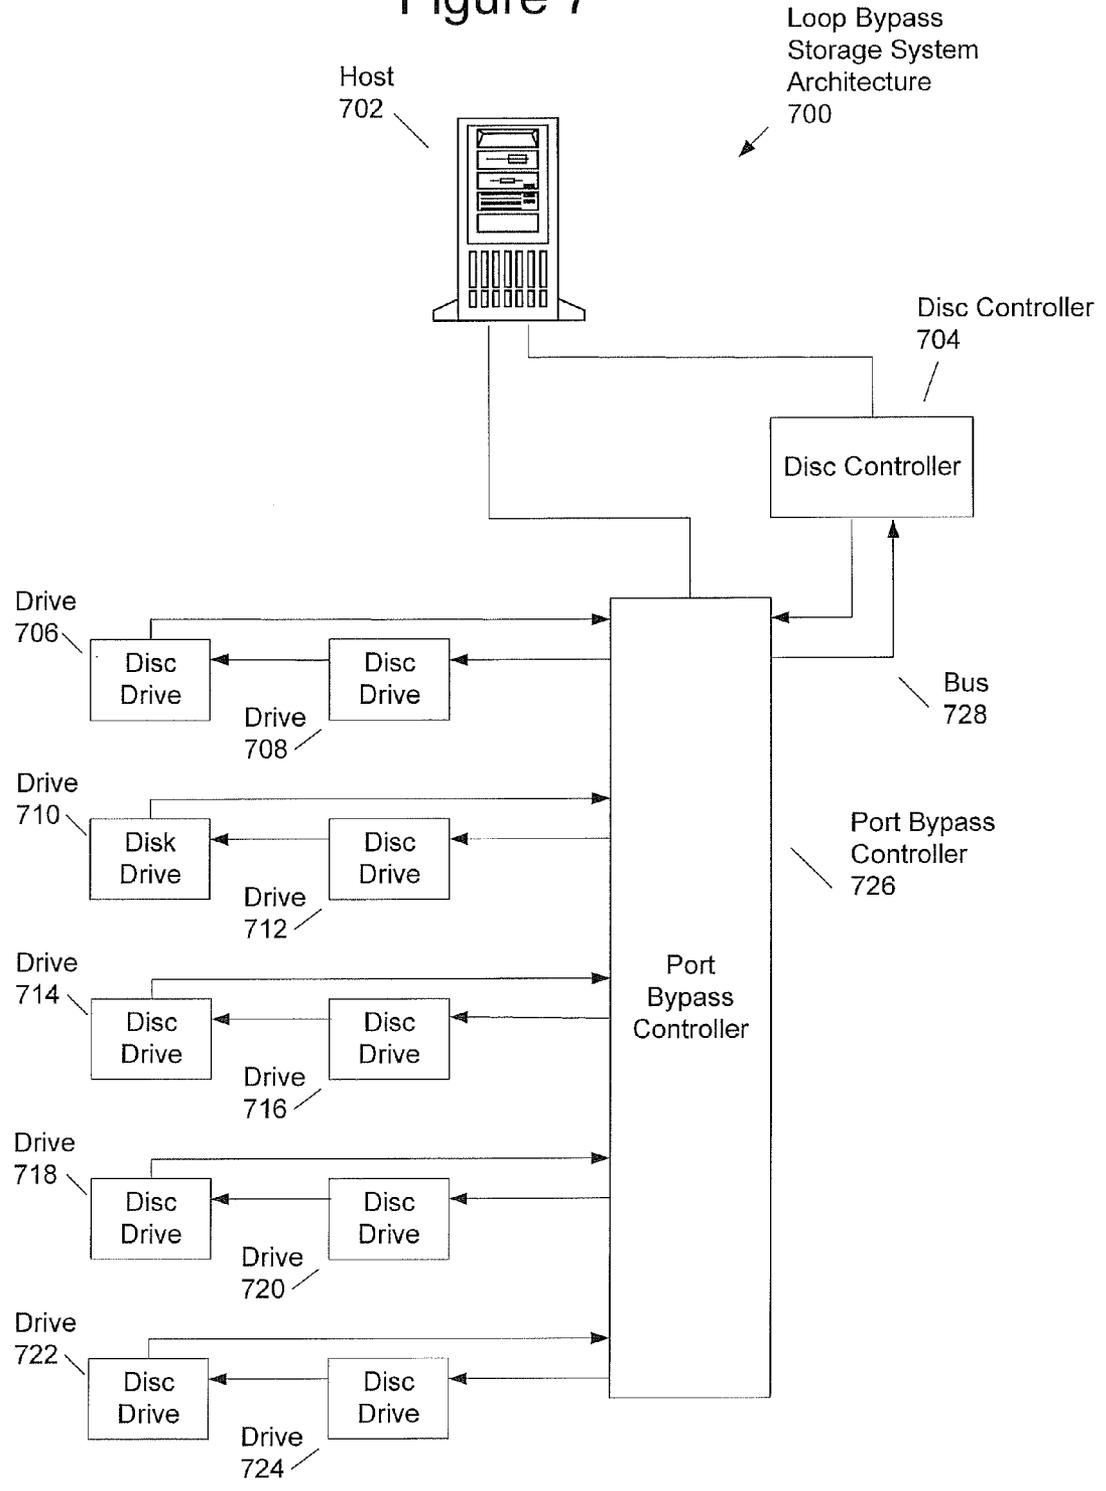 Figure 7
Loop Bypass
Storage System
Architecture
700
Host
702
Disc Controller
704
Disc Controller
Drive
706
Disc
Drive
Disc
Drive
Drive
708
Bus
728
Drive
710
Disk
Drive
Disc
Drive
Drive
712
Port Bypass
Controller
726
Port
Bypass
Controller
Drive
714
Disc
Drive
Disc
Drive
Drive
716
Drive
718
Disc
Drive
Disc
Drive
Drive
720
Drive
722
Disc
Drive
Disc
Drive
Drive
724